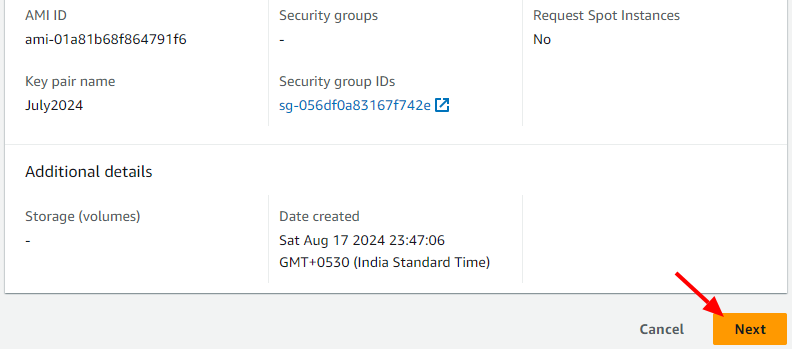 AMI ID
ami-01a81b68f864791f6
Security groups
-
Request Spot Instances
No
Key pair name
July2024
Security group IDs
sg-056df0a83167f742e
Additional details
Storage (volumes)
-
Date created
Sat Aug 17 2024 23:47:06
GMT+0530 (India Standard Time)
Cancel
Next